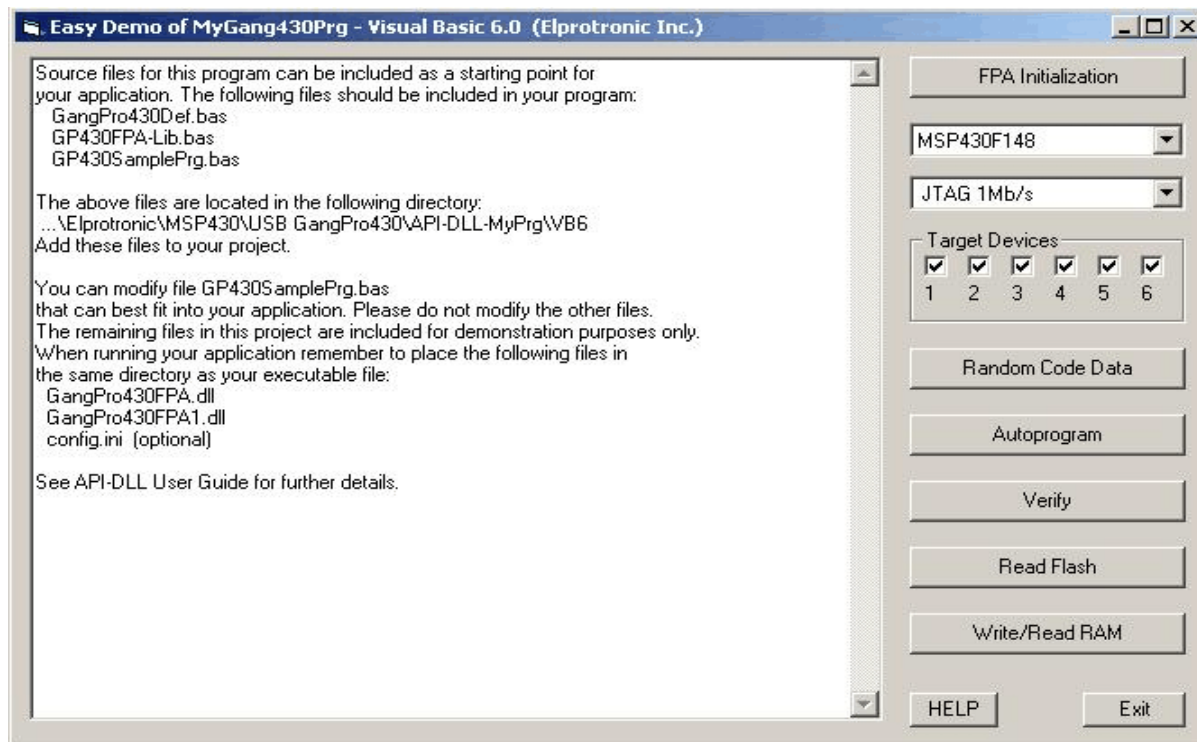 Easy Demo of MyGang430Prg - Visual Basic 6.0 (Elprotronic Inc.)
Source files for this program can be included as a starting point for
your application. The following files should be included in your program:
GangPro430Def.bas
GP430FPA-Lib.bas
GP430SamplePrg.bas
The above files are located in the following directory:
...\Elprotronic\MSP430\USB GangPro430\API-DLL-MyPrg\VB6
Add these files to your project.
You can modify file GP430SamplePrg.bas
that can best fit into your application. Please do not modify the other files.
The remaining files in this project are included for demonstration purposes only.
When running your application remember to place the following files in
the same directory as your executable file:
GangPro430FPA.dll
GangPro430FPA1.dll
config.ini (optional)
See API-DLL User Guide for further details.
FPA Initialization
MSP430F148
JTAG 1Mb/s
Target Devices
1 2 3 4 5 6
Random Code Data
Autoprogram
Verify
Read Flash
Write/Read RAM
HELP Exit